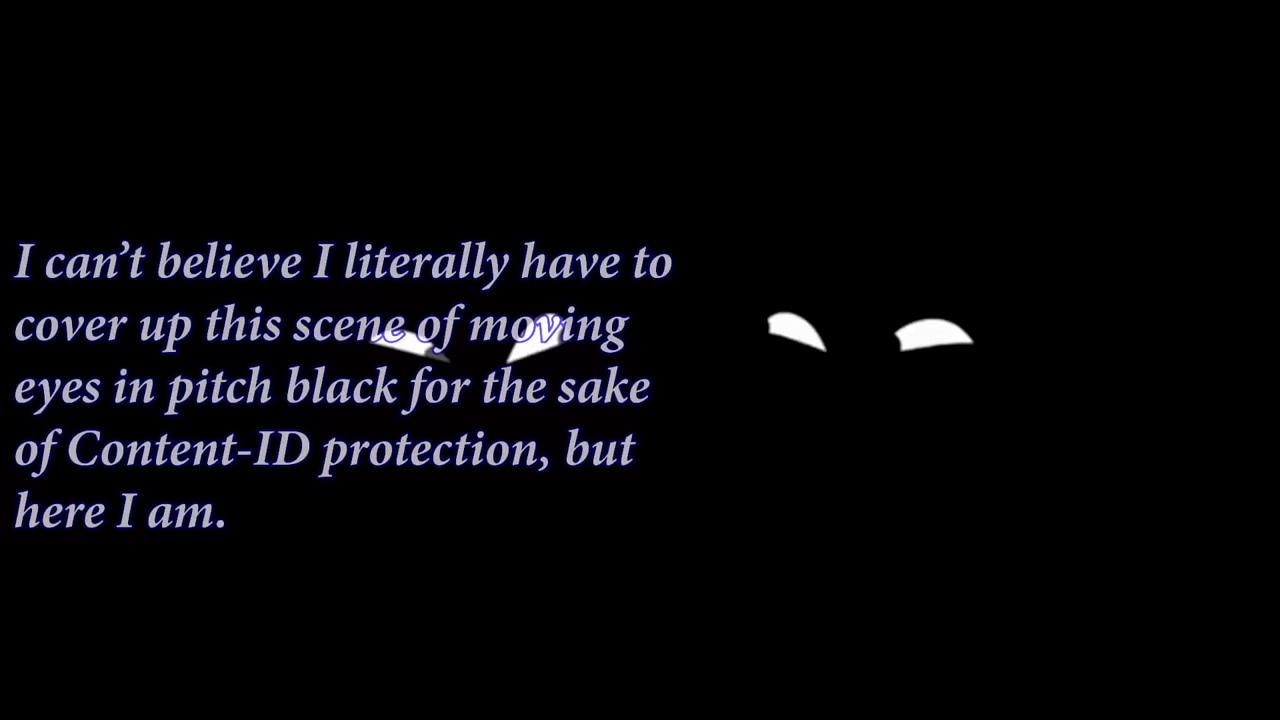 I can’t believe I literally have to
cover up this scene of moving
eyes in pitch black for the sake
of Content-ID protection, but
here I am.